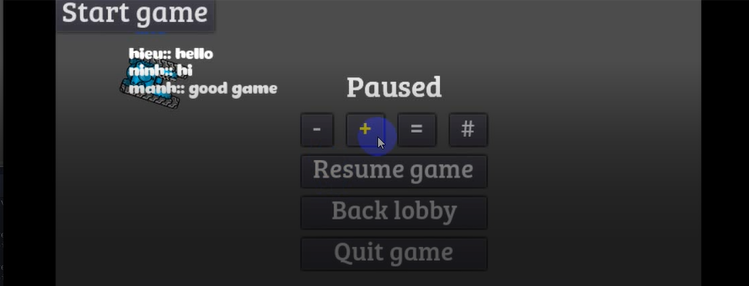 Start game
hieu:: hello
ninh:: hi
manh:: good game
Paused
- + = #
Resume game
Back lobby
Quit game